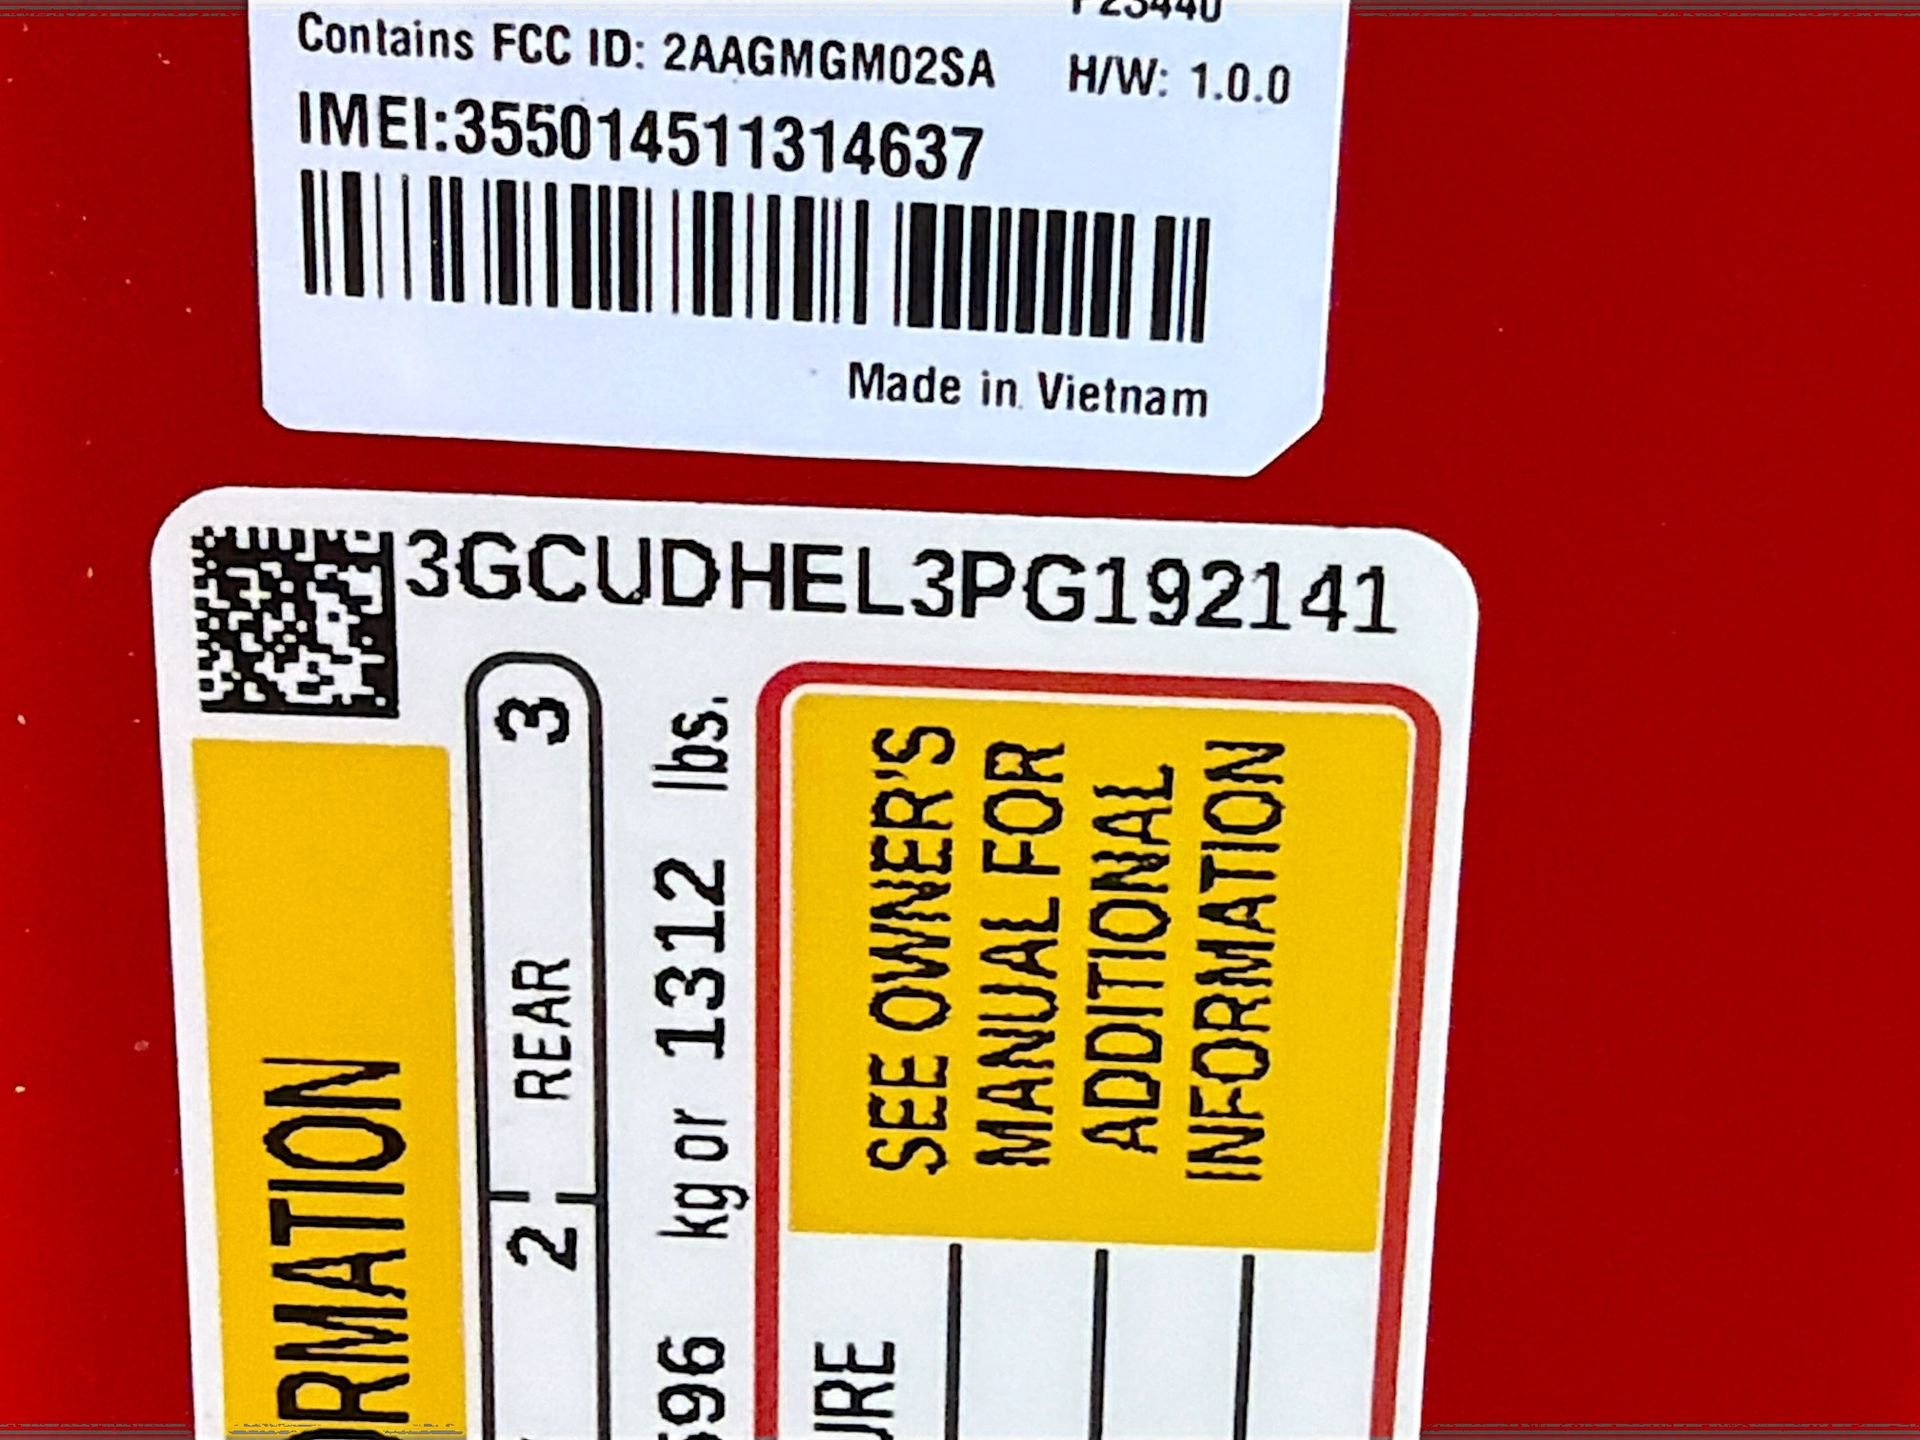 Contains FCC ID: 2AAGMGM02SA
H/W: 1.0.0
IMEI:355014511314637
Made in Vietnam
3GCUDHEL3PG192141
REAR 3
2
kg or 1312 lbs.
SEE OWNER'S
MANUAL FOR
ADDITIONAL
INFORMATION